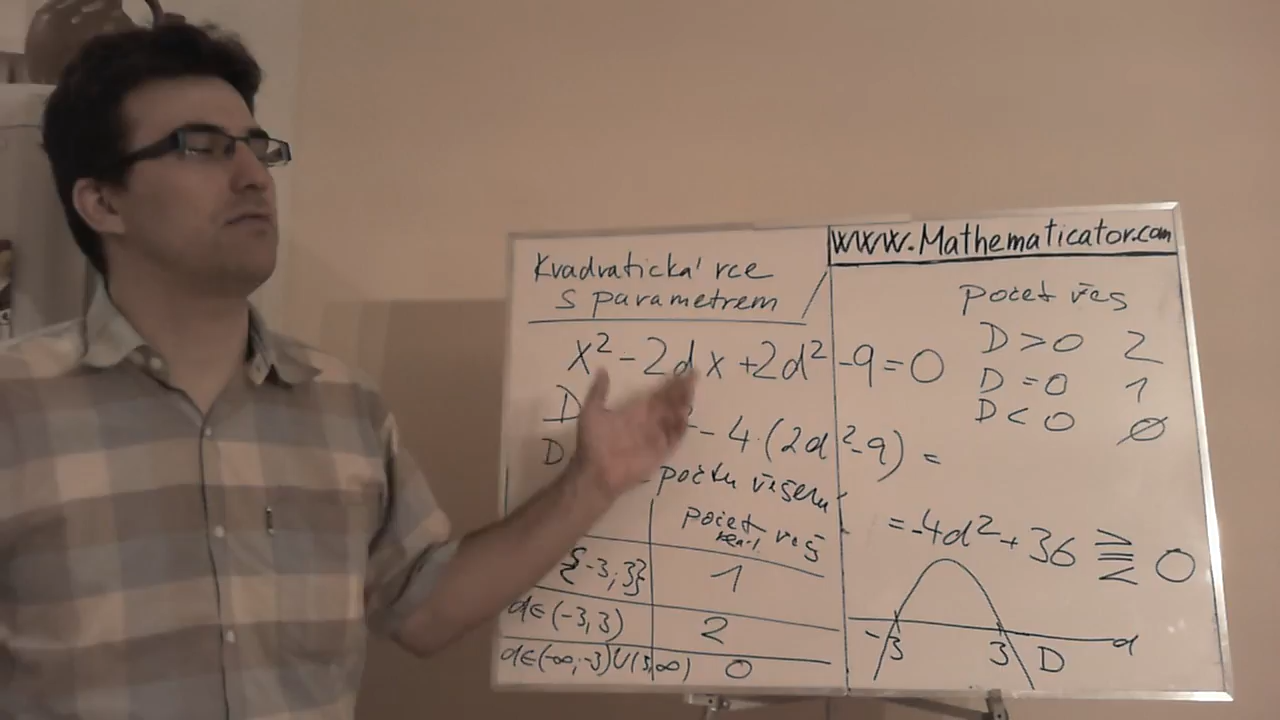 Kvadratická rce
s parametrem
x² - 2dx + 2d² - 9 = 0
D
D - 4·(2d² - 9) =
= -4d² + 36 ⋛ 0
počtu řešení
počet řeš
reál.
{-3; 3} 1
d∈(-3,3) 2
d∈(-∞;-3)∪(3,∞) 0
www.Mathematicator.com
počet řeš
D > 0 2
D = 0 1
D < 0 ∅
-3 3 D d